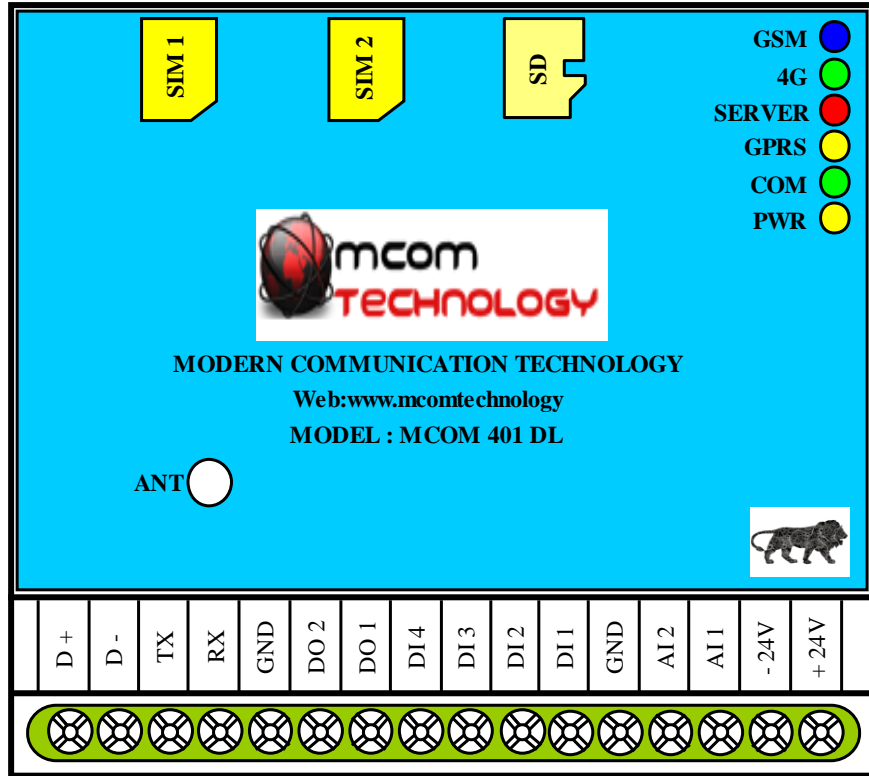 SIM 1
SIM 2
SD
GSM
4G
SERVER
GPRS
COM
PWR
mcom
TECHNOLOGY
MODERN COMMUNICATION TECHNOLOGY
Web:www.mcomtechnology
MODEL : MCOM 401 DL
ANT
D +
D -
TX
RX
GND
DO 2
DO 1
DI 4
DI 3
DI 2
DI 1
GND
AI 2
AI 1
- 24V
+ 24V